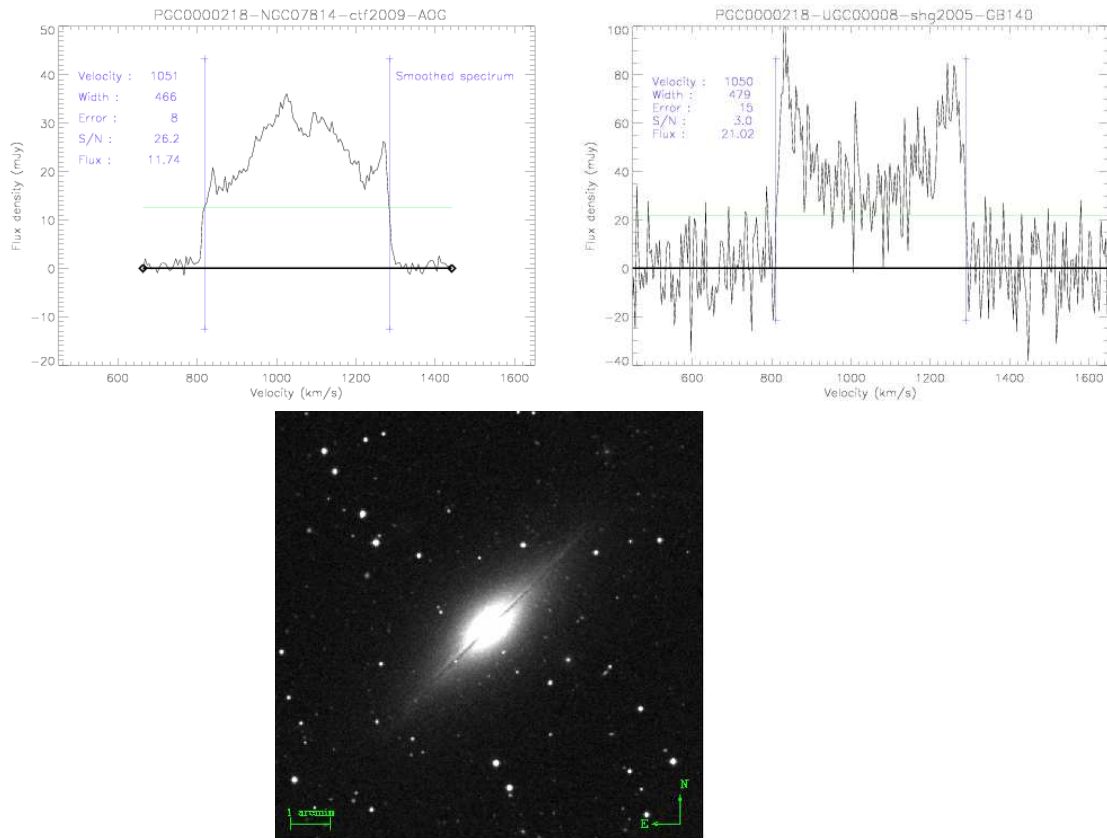 PGC0000218-NGC07814-ctf2009-AOG
50
40
30
20
10
0
-10
-20
Flux density (mJy)
Velocity : 1051
Width : 466
Error : 8
S/N : 26.2
Flux : 11.74
Smoothed spectrum
600 800 1000 1200 1400 1600
Velocity (km/s)
PGC0000218-UGC00008-shg2005-GB140
100
80
60
40
20
0
-20
-40
Flux density (mJy)
Velocity : 1050
Width : 479
Error : 15
S/N : 3.0
Flux : 21.02
600 800 1000 1200 1400 1600
Velocity (km/s)
1 arcmin
N
E